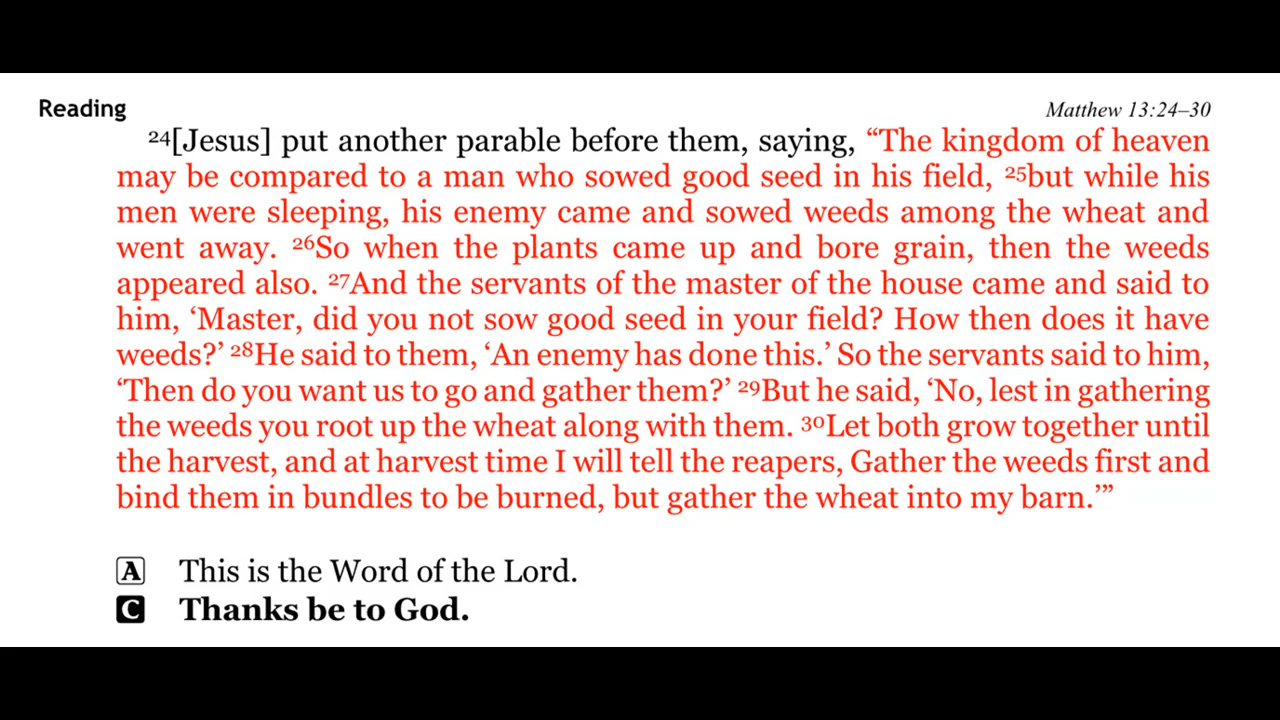 Reading Matthew 13:24–30
24[Jesus] put another parable before them, saying, “The kingdom of heaven
may be compared to a man who sowed good seed in his field, 25but while his
men were sleeping, his enemy came and sowed weeds among the wheat and
went away. 26So when the plants came up and bore grain, then the weeds
appeared also. 27And the servants of the master of the house came and said to
him, ‘Master, did you not sow good seed in your field? How then does it have
weeds?’ 28He said to them, ‘An enemy has done this.’ So the servants said to him,
‘Then do you want us to go and gather them?’ 29But he said, ‘No, lest in gathering
the weeds you root up the wheat along with them. 30Let both grow together until
the harvest, and at harvest time I will tell the reapers, Gather the weeds first and
bind them in bundles to be burned, but gather the wheat into my barn.’”
A This is the Word of the Lord.
C Thanks be to God.